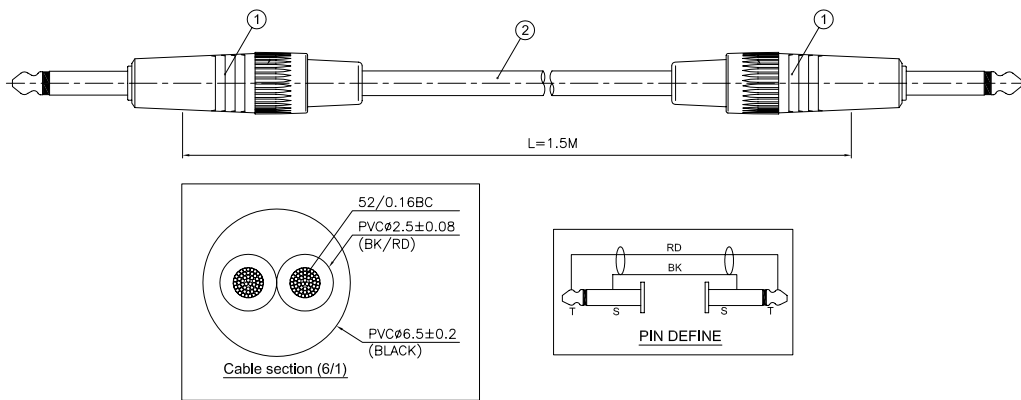 1
2
1
L=1.5M
52/0.16BC
PVCø2.5±0.08
(BK/RD)
PVCø6.5±0.2
(BLACK)
Cable section (6/1)
RD
BK
T S S T
PIN DEFINE